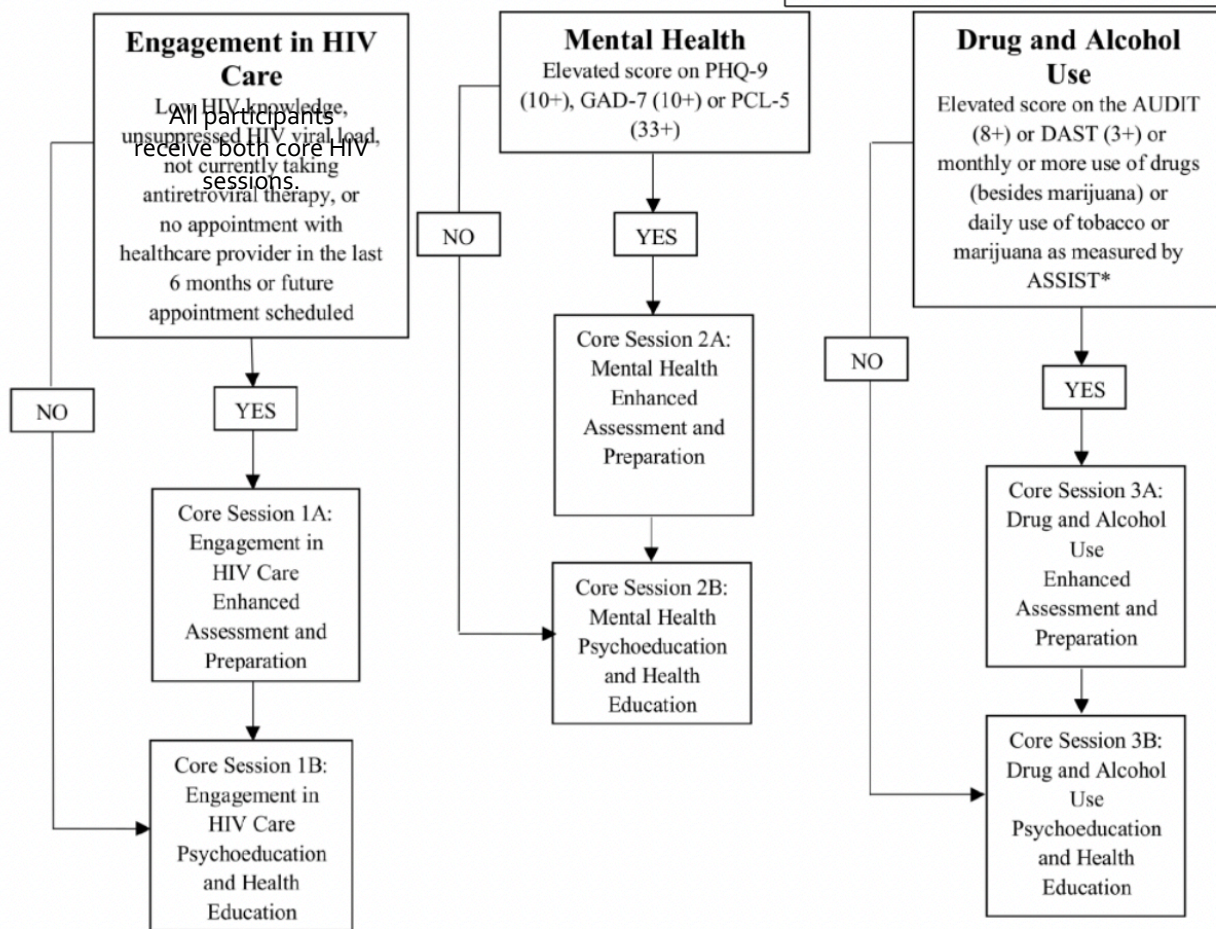 Engagement in HIV
Care
Low HIV knowledge,
unsuppressed HIV viral load,
not currently taking
antiretroviral therapy, or
no appointment with
healthcare provider in the last
6 months or future
appointment scheduled
All participants
receive both core HIV
sessions.
NO
YES
Core Session 1A:
Engagement in
HIV Care
Enhanced
Assessment and
Preparation
Core Session 1B:
Engagement in
HIV Care
Psychoeducation
and Health
Education
Mental Health
Elevated score on PHQ-9
(10+), GAD-7 (10+) or PCL-5
(33+)
NO
YES
Core Session 2A:
Mental Health
Enhanced
Assessment and
Preparation
Core Session 2B:
Mental Health
Psychoeducation
and Health
Education
Drug and Alcohol
Use
Elevated score on the AUDIT
(8+) or DAST (3+) or
monthly or more use of drugs
(besides marijuana) or
daily use of tobacco or
marijuana as measured by
ASSIST*
NO
YES
Core Session 3A:
Drug and Alcohol
Use
Enhanced
Assessment and
Preparation
Core Session 3B:
Drug and Alcohol
Use
Psychoeducation
and Health
Education